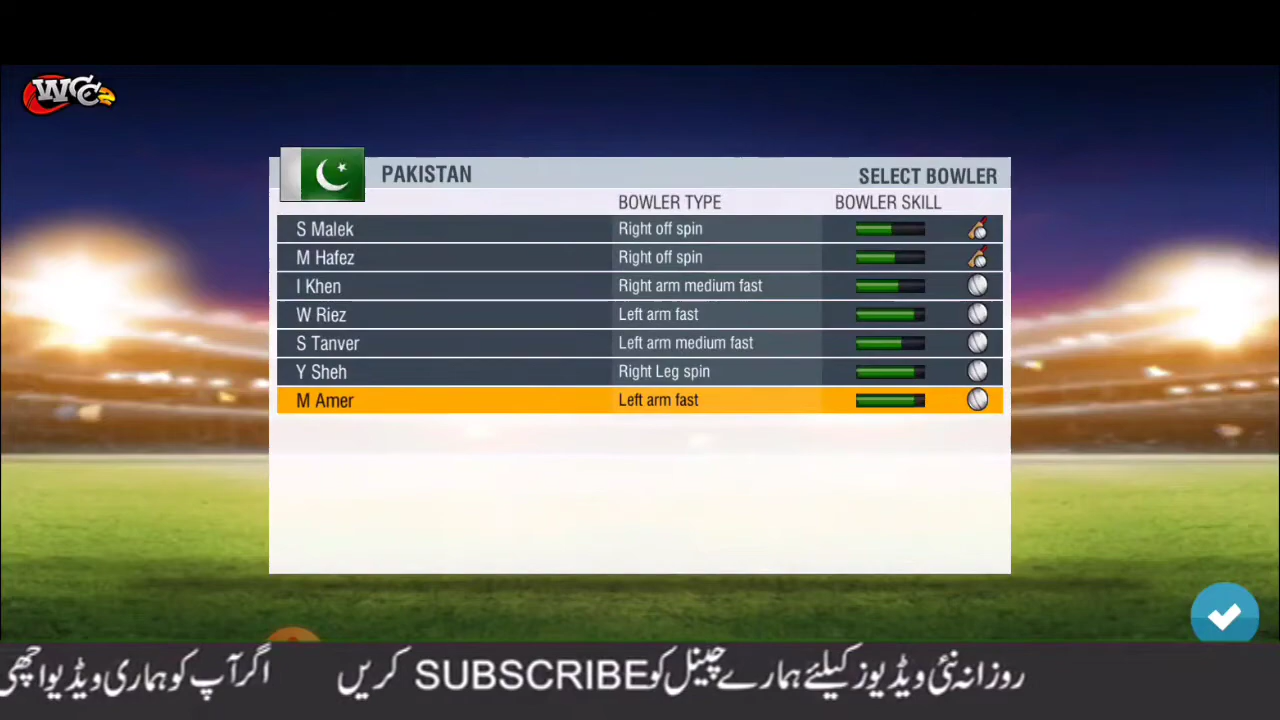 WCC
PAKISTAN
SELECT BOWLER
BOWLER TYPE BOWLER SKILL
S Malek Right off spin
M Hafez Right off spin
I Khen Right arm medium fast
W Riez Left arm fast
S Tanver Left arm medium fast
Y Sheh Right Leg spin
M Amer Left arm fast
روزانہ نئی ویڈیوز کیلئے ہمارے چینل کو SUBSCRIBE کریں اگر آپ کو ہماری ویڈیو اچھی